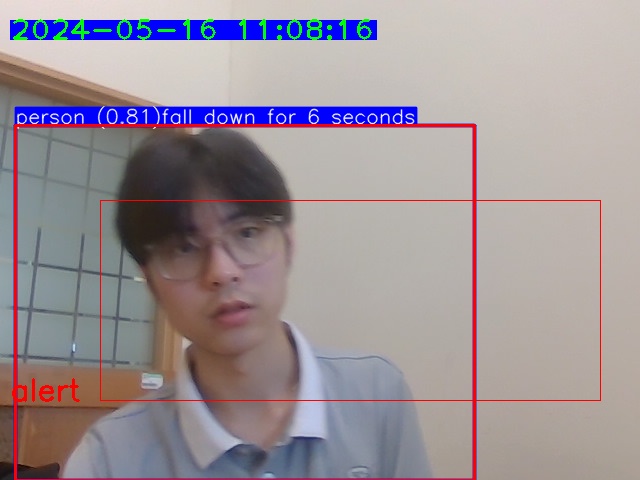 2024-05-16 11:08:16
person (0.81)fall down for 6 seconds
alert